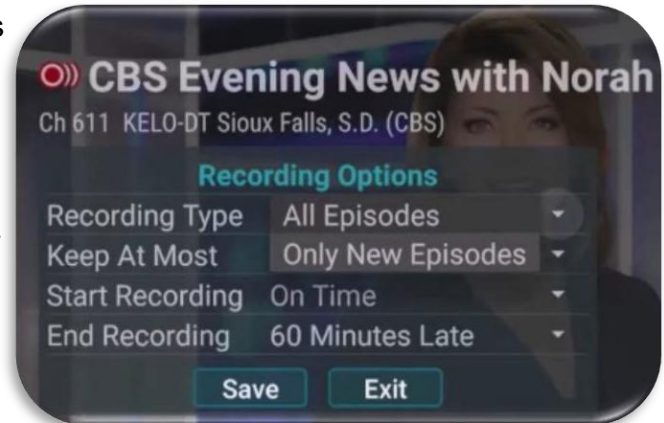 s
CBS Evening News with Norah
Ch 611 KELO-DT Sioux Falls, S.D. (CBS)
Recording Options
Recording Type All Episodes
Keep At Most Only New Episodes
Start Recording On Time
End Recording 60 Minutes Late
Save Exit